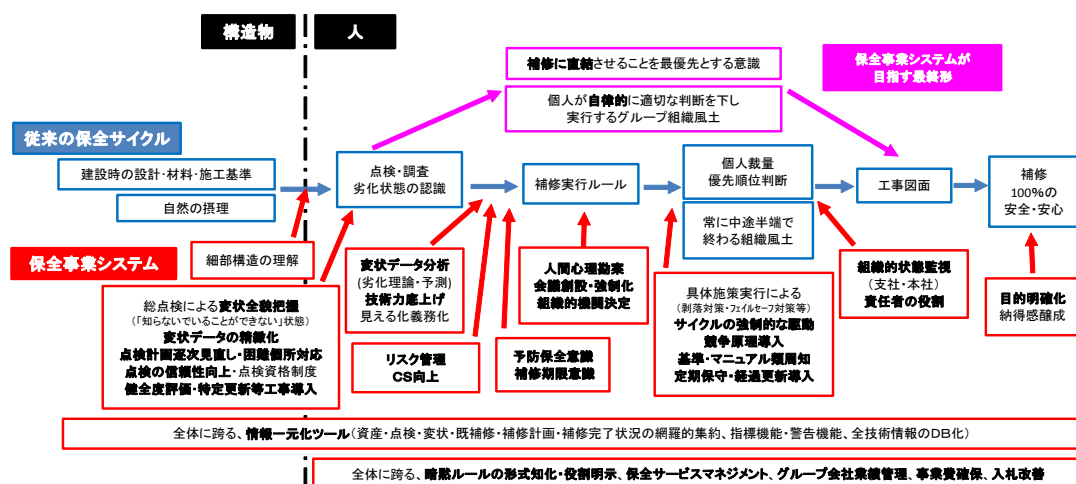 構造物
人
補修に直結させることを最優先とする意識
保全事業システムが
目指す最終形
個人が自律的に適切な判断を下し
実行するグループ組織風土
従来の保全サイクル
建設時の設計・材料・施工基準
自然の摂理
点検・調査
劣化状態の認識
補修実行ルール
個人裁量
優先順位判断
常に中途半端で
終わる組織風土
工事図面
補修
100%の
安全・安心
保全事業システム
細部構造の理解
総点検による変状全貌把握
(「知らないでいることができない」状態)
変状データの精緻化
点検計画逐次見直し・困難個所対応
点検の信頼性向上・点検資格制度
健全度評価・特定更新等工事導入
変状データ分析
(劣化理論・予測)
技術力底上げ
見える化義務化
リスク管理
CS向上
予防保全意識
補修期限意識
人間心理勘案
会議創設・強制化
組織的機関決定
具体施策実行による
(剥落対策・フェイルセーフ対策等)
サイクルの強制的な駆動
競争原理導入
基準・マニュアル類周知
定期保守・経過更新導入
組織的状態監視
(支社・本社)
責任者の役割
目的明確化
納得感醸成
全体に跨る、情報一元化ツール(資産・点検・変状・既補修・補修計画・補修完了状況の網羅的集約、指標機能・警告機能、全技術情報のDB化)
全体に跨る、暗黙ルールの形式知化・役割明示、保全サービスマネジメント、グループ会社業績管理、事業費確保、入札改善